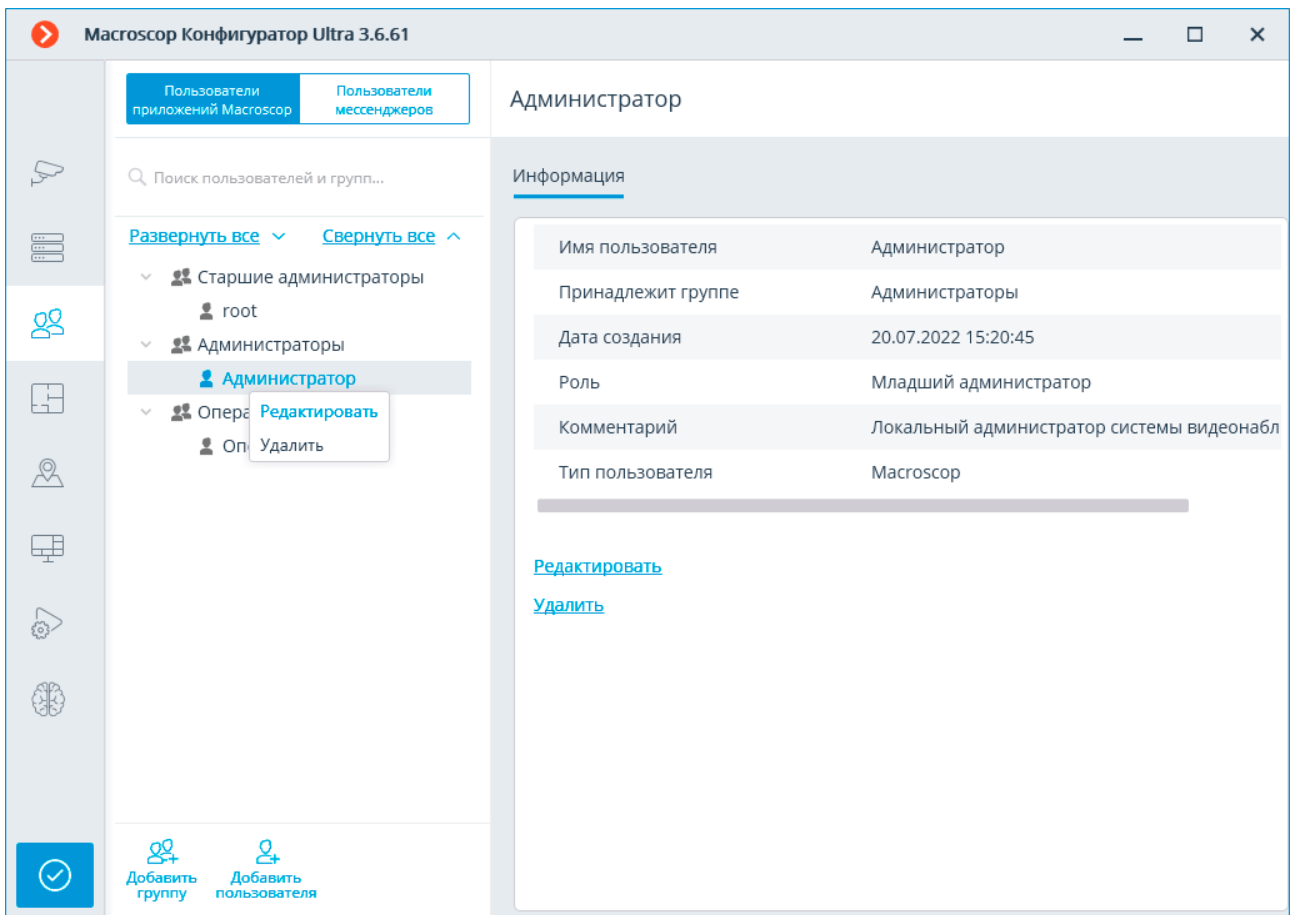 Macroscop Конфигуратор Ultra 3.6.61
Пользователи
приложений Macroscop
Пользователи
мессенджеров
Поиск пользователей и групп...
Развернуть все
Свернуть все
Старшие администраторы
root
Администраторы
Администратор
Опера
Оп
Редактировать
Удалить
Добавить
группу
Добавить
пользователя
Администратор
Информация
Имя пользователя Администратор
Принадлежит группе Администраторы
Дата создания 20.07.2022 15:20:45
Роль Младший администратор
Комментарий Локальный администратор системы видеонабл
Тип пользователя Macroscop
Редактировать
Удалить